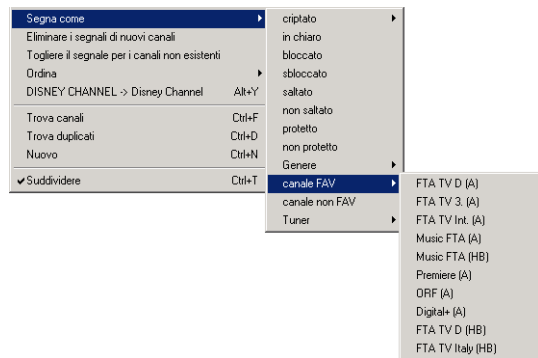 Segna come
Eliminare i segnali di nuovi canali
Togliere il segnale per i canali non esistenti
Ordina
DISNEY CHANNEL -> Disney Channel Alt+Y
Trova canali Ctrl+F
Trova duplicati Ctrl+D
Nuovo Ctrl+N
Suddividere Ctrl+T
criptato
in chiaro
bloccato
sbloccato
saltato
non saltato
protetto
non protetto
Genere
canale FAV
canale non FAV
Tuner
FTA TV D (A)
FTA TV 3. (A)
FTA TV Int. (A)
Music FTA (A)
Music FTA (HB)
Premiere (A)
ORF (A)
Digital+ (A)
FTA TV D (HB)
FTA TV Italy (HB)